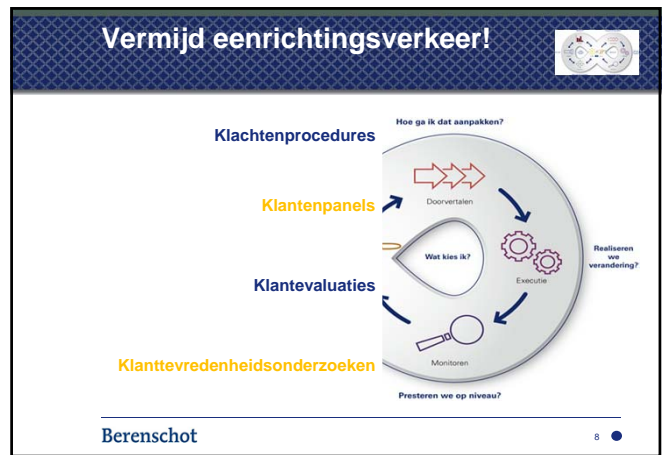 Vermijd eenrichtingsverkeer!
Klachtenprocedures
Klantenpanels
Klantevaluaties
Klanttevredenheidsonderzoeken
Hoe ga ik dat aanpakken?
Doorvertalen
Wat kies ik?
Executie
Realiseren
we
verandering?
Monitoren
Presteren we op niveau?
Berenschot
8